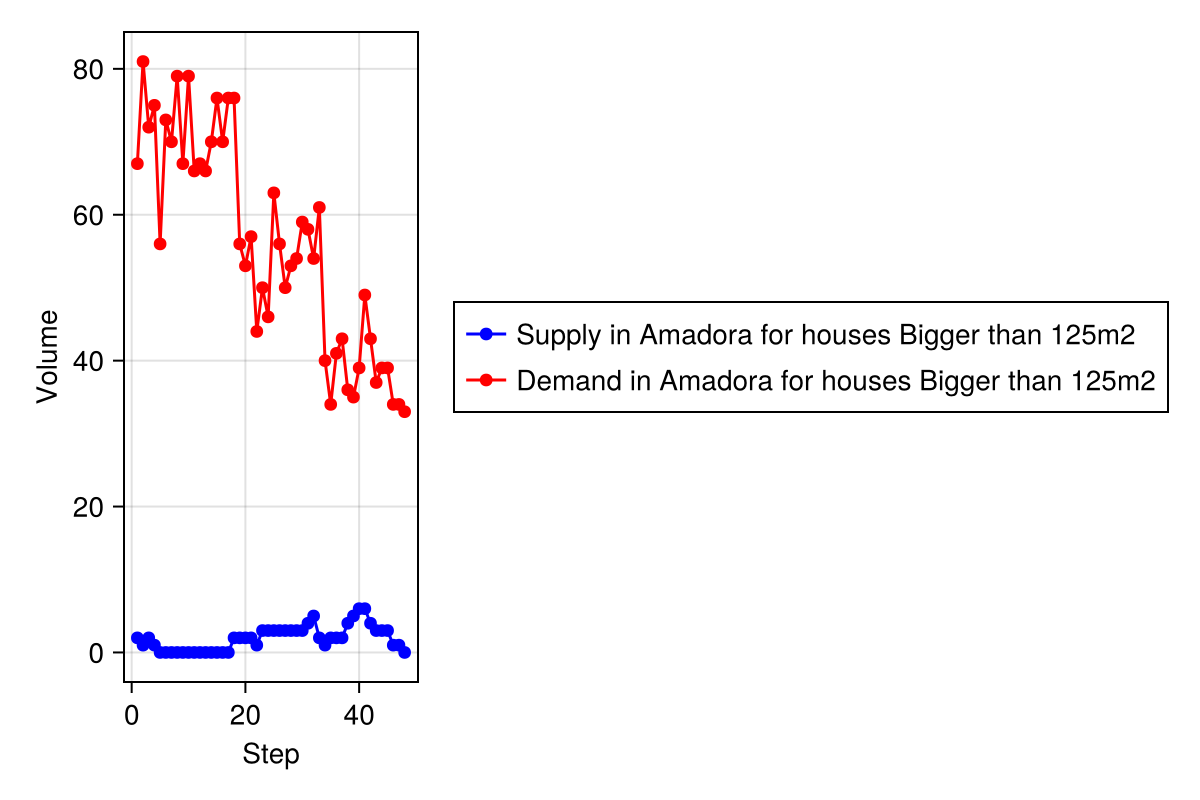 80
60
40
20
0
Volume
0 20 40
Step
Supply in Amadora for houses Bigger than 125m2
Demand in Amadora for houses Bigger than 125m2